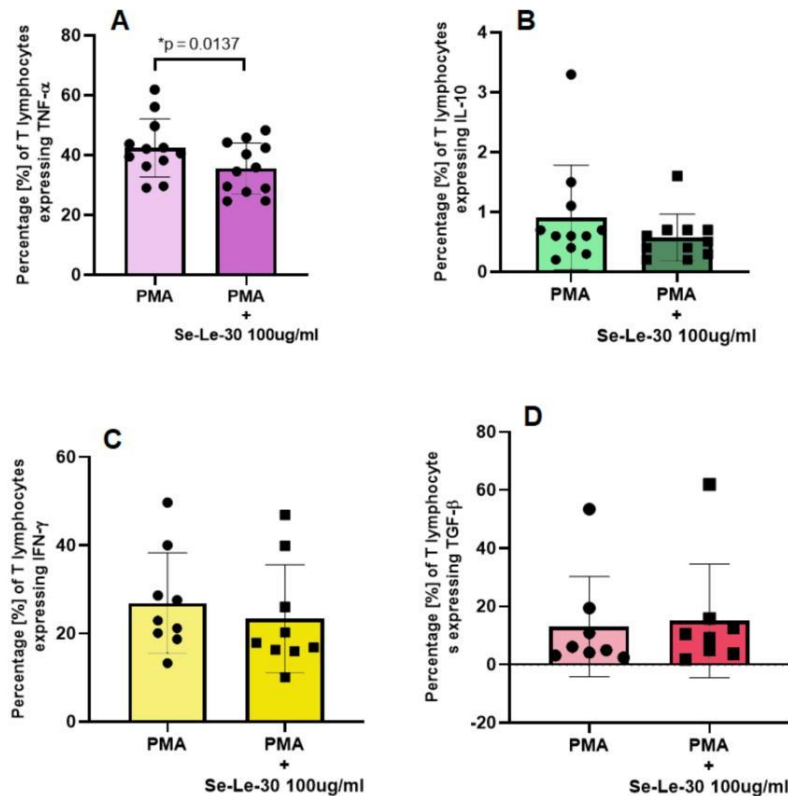 A
*p = 0.0137
Percentage [%] of T lymphocytes
expressing TNF-α
80
60
40
20
0
PMA
PMA
+
Se-Le-30 100ug/ml
B
Percentage [%] of T lymphocytes
expressing IL-10
4
3
2
1
0
PMA
PMA
+
Se-Le-30 100ug/ml
C
Percentage [%] of T lymphocytes
expressing IFN-γ
60
40
20
0
PMA
PMA
+
Se-Le-30 100ug/ml
D
Percentage [%] of T lymphocyte
s expressing TGF-β
80
60
40
20
0
-20
PMA
PMA
+
Se-Le-30 100ug/ml